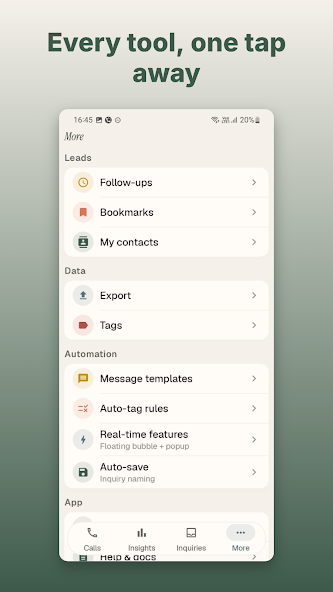 Every tool, one tap
away
16:45
20%
More
Leads
Follow-ups
Bookmarks
My contacts
Data
Export
Tags
Automation
Message templates
Auto-tag rules
Real-time features
Floating bubble + popup
Auto-save
Inquiry naming
App
Calls
Insights
Inquiries
More
Help & docs